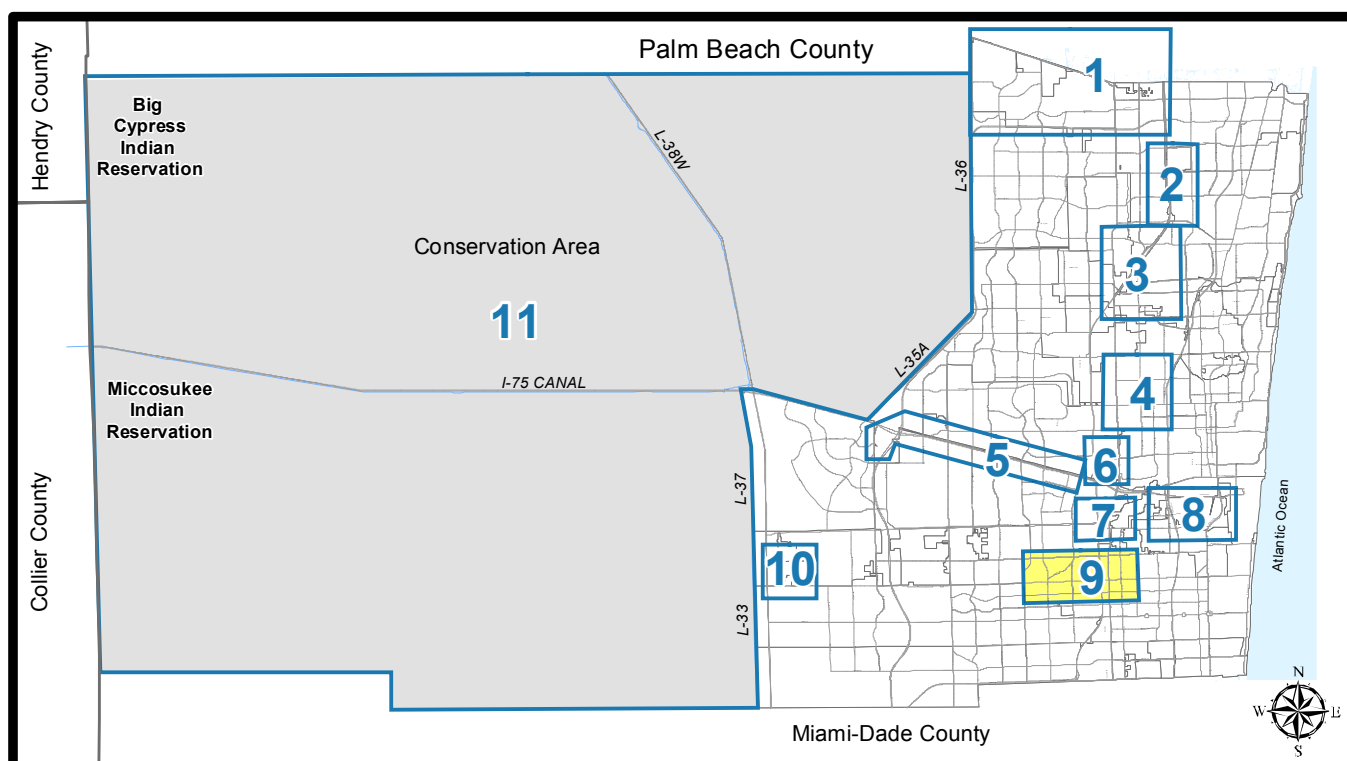 Palm Beach County
Hendry County
1
Big
Cypress
Indian
Reservation
L-38W
L-36
2
Conservation Area
3
11
L-35A
4
I-75 CANAL
Miccosukee
Indian
Reservation
5
6
L-37
7
8
Atlantic Ocean
Collier County
10
9
L-33
N
W
E
S
Miami-Dade County